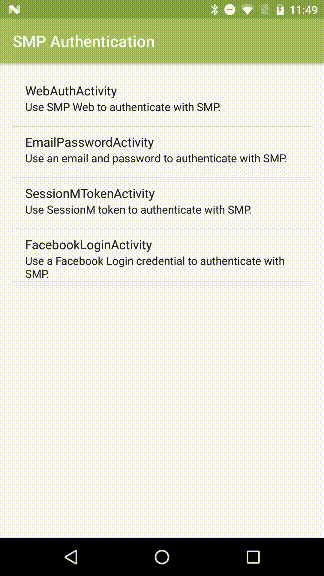 11:49
SMP Authentication
WebAuthActivity
Use SMP Web to authenticate with SMP.
EmailPasswordActivity
Use an email and password to authenticate with SMP.
SessionMTokenActivity
Use SessionM token to authenticate with SMP.
FacebookLoginActivity
Use a Facebook Login credential to authenticate with
SMP.